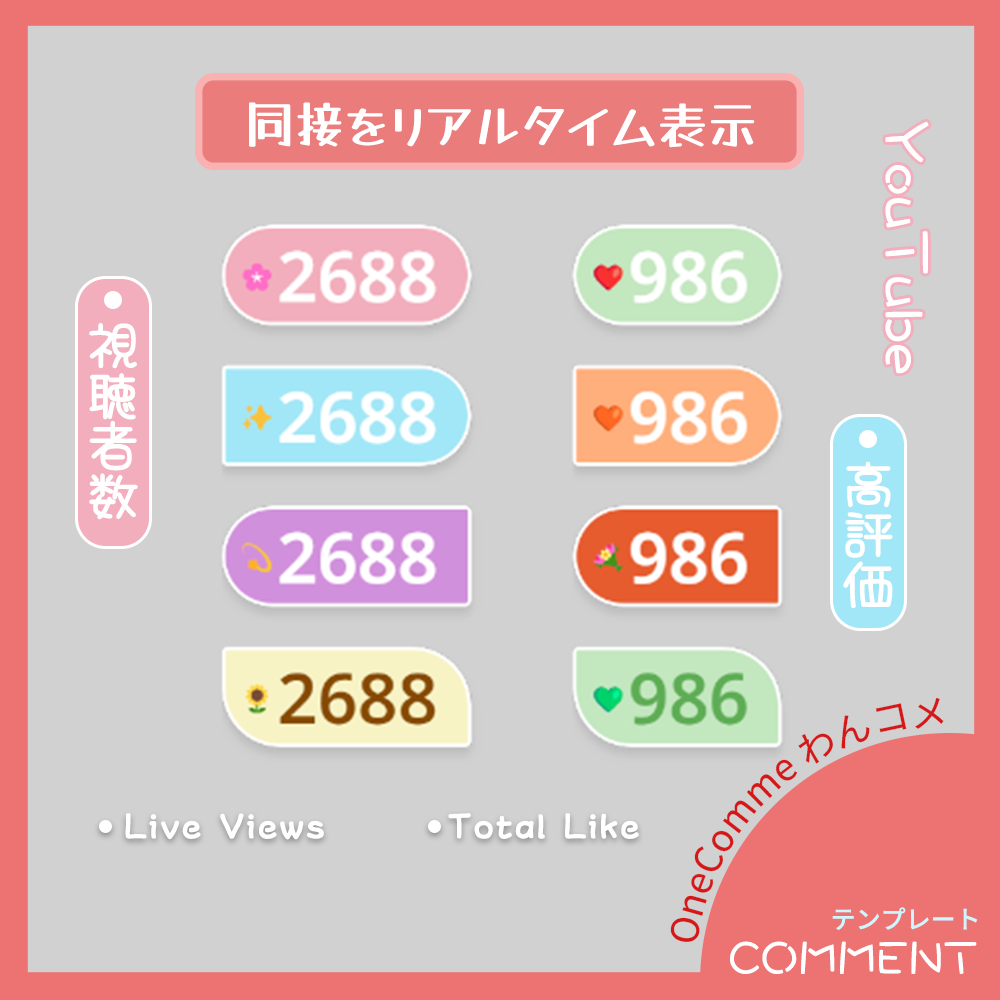 同接をリアルタイム表示
YouTube
視聴者数
2688
986
2688
986
2688
986
2688
986
高評価
•Live Views
•Total Like
OneComme わんコメ
テンプレート
COMMENT